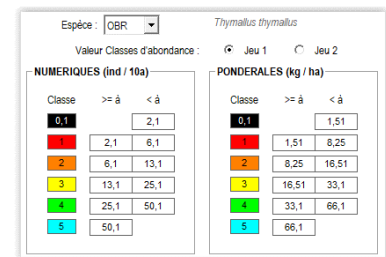 Espèce : OBR Thymallus thymallus
Valeur Classes d'abondance : Jeu 1 Jeu 2
NUMERIQUES (ind / 10a) PONDERALES (kg / ha)
Classe >= à < à Classe >= à < à
0,1 2,1 0,1 1,51
1 2,1 6,1 1 1,51 8,25
2 6,1 13,1 2 8,25 16,51
3 13,1 25,1 3 16,51 33,1
4 25,1 50,1 4 33,1 66,1
5 50,1 5 66,1